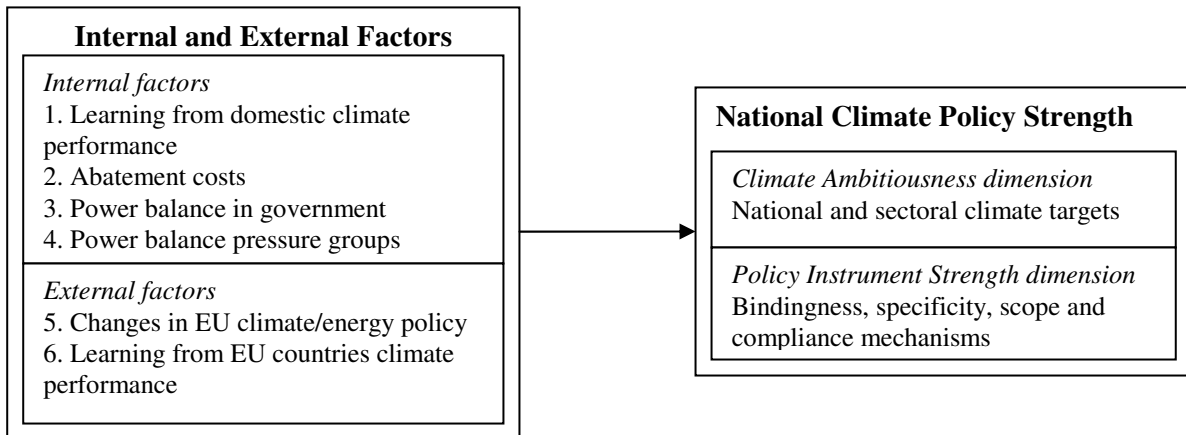 Internal and External Factors
Internal factors
1. Learning from domestic climate
performance
2. Abatement costs
3. Power balance in government
4. Power balance pressure groups
External factors
5. Changes in EU climate/energy policy
6. Learning from EU countries climate
performance
National Climate Policy Strength
Climate Ambitiousness dimension
National and sectoral climate targets
Policy Instrument Strength dimension
Bindingness, specificity, scope and
compliance mechanisms